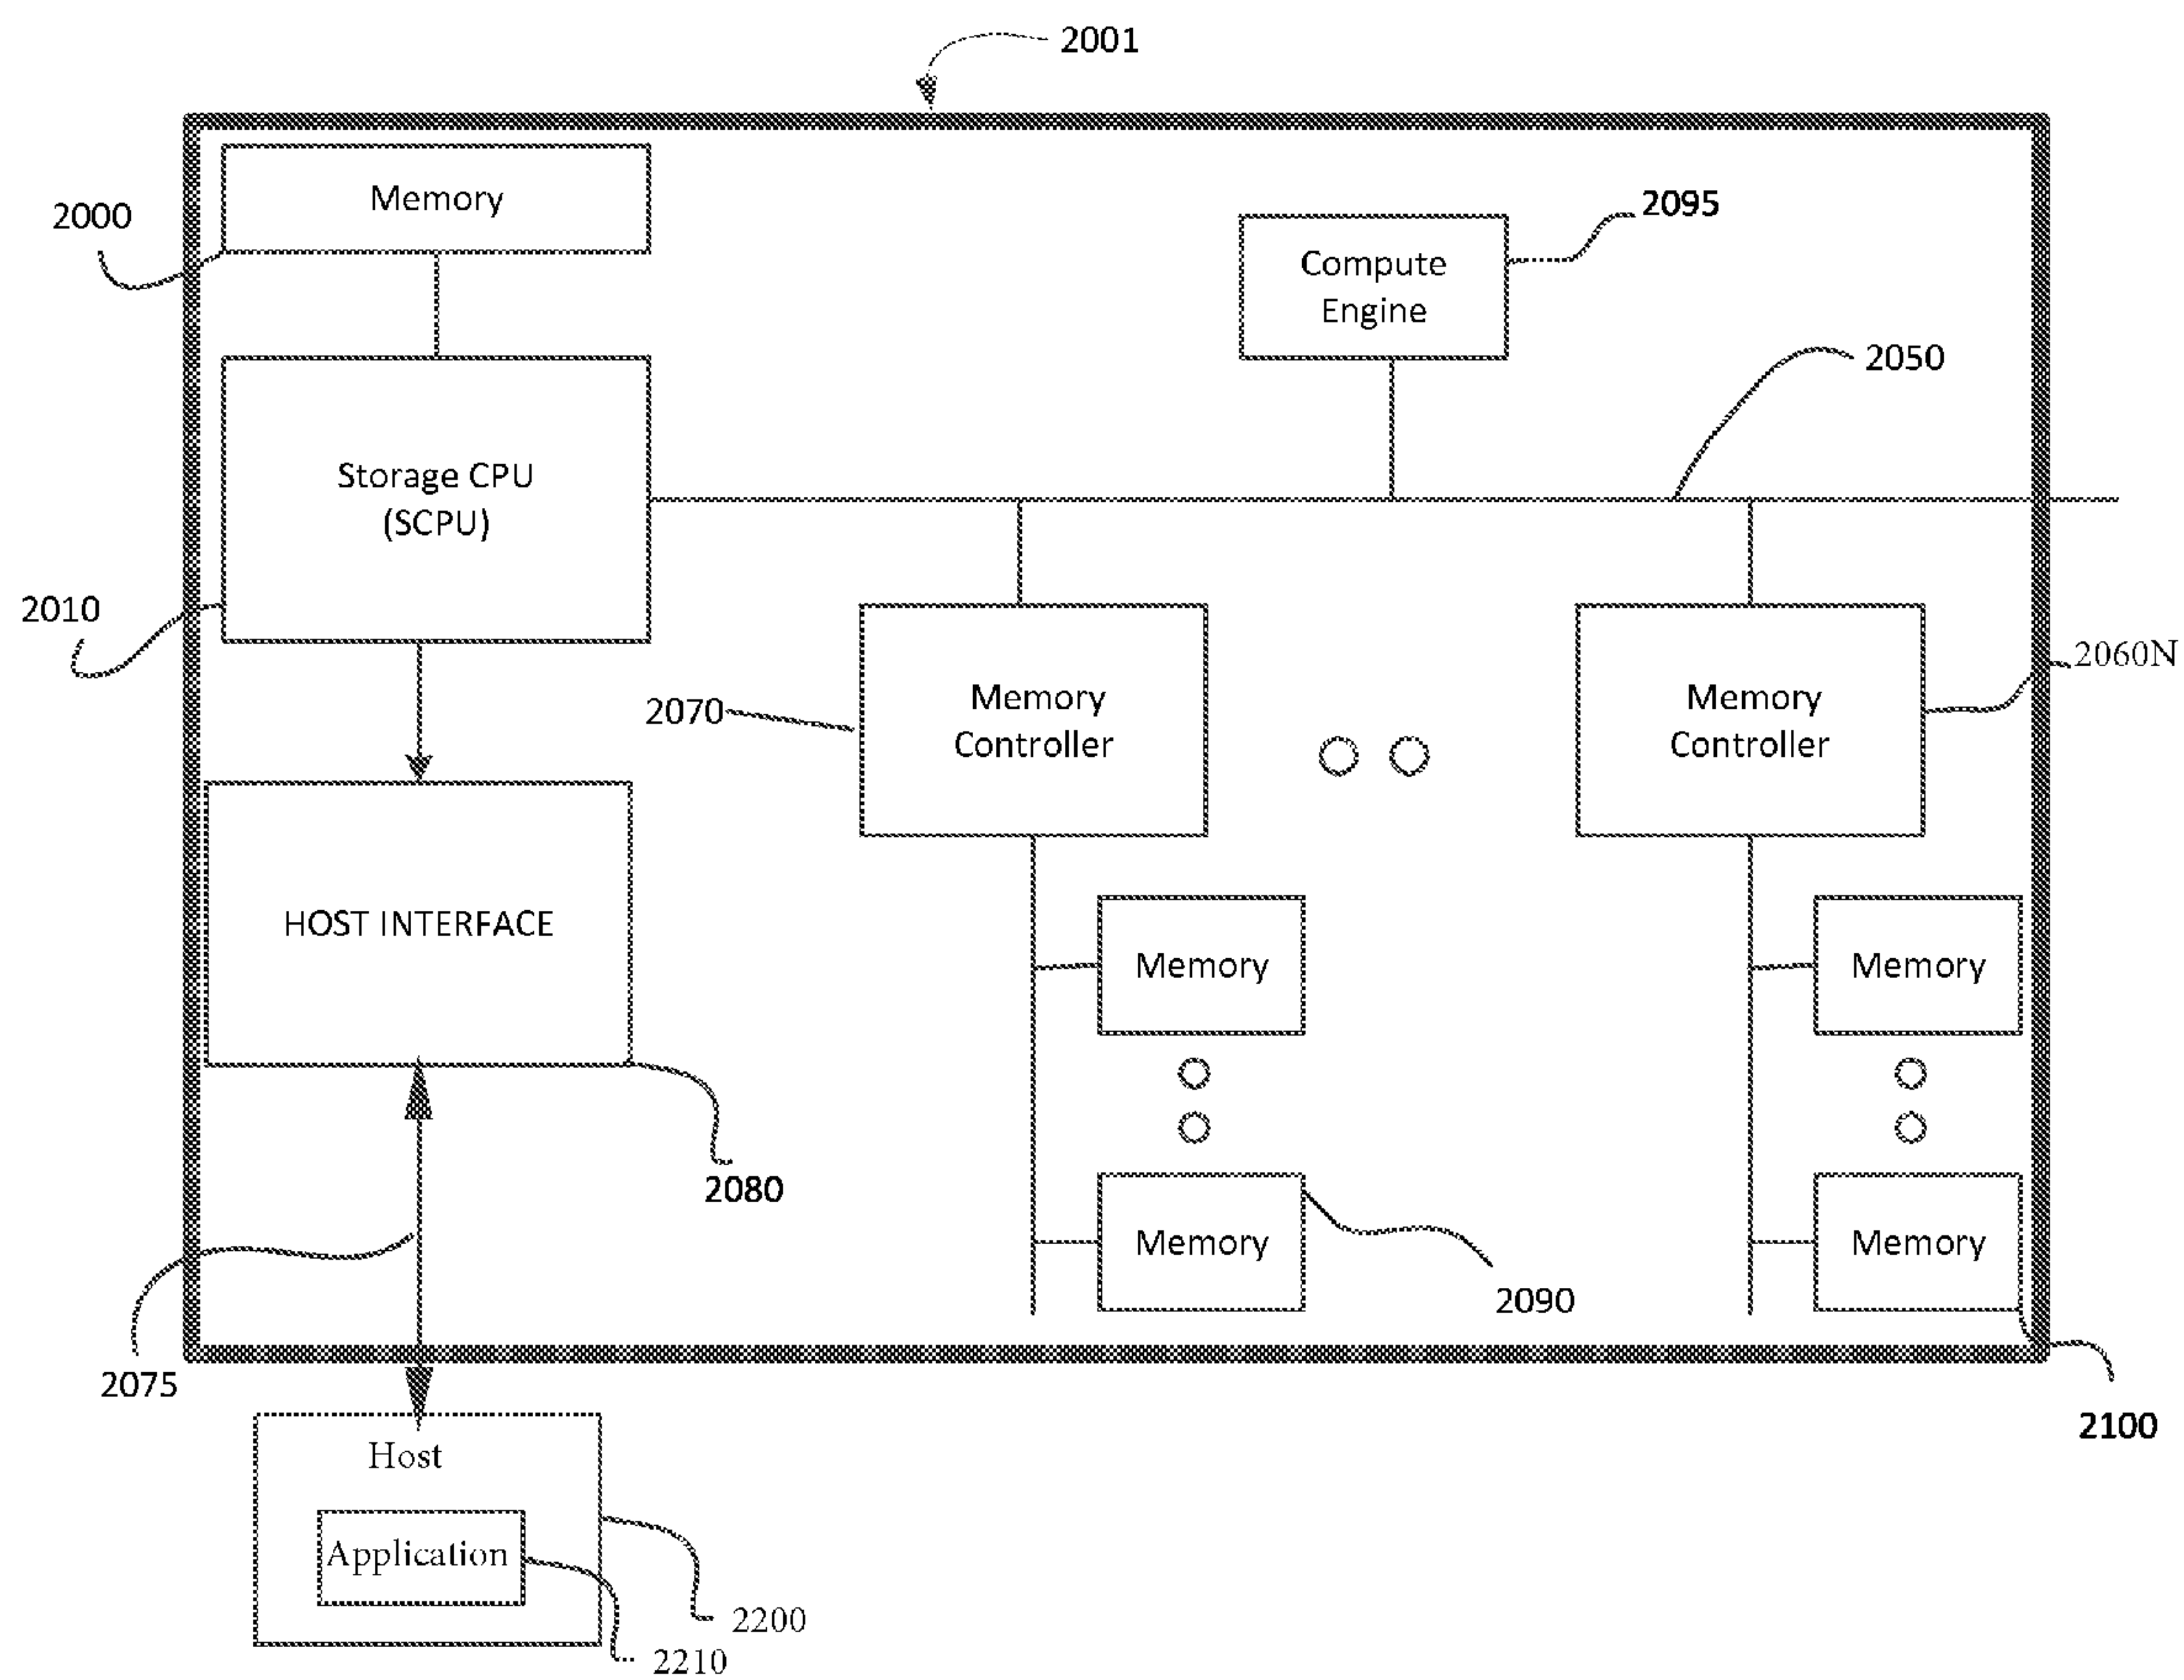 2001
Memory
2000
2095
Compute
Engine
2050
Storage CPU
(SCPU)
2010
2060N
2070
Memory
Controller
Memory
Controller
HOST INTERFACE
Memory
Memory
2080
Memory
Memory
2090
2075
2100
Host
Application
2200
2210